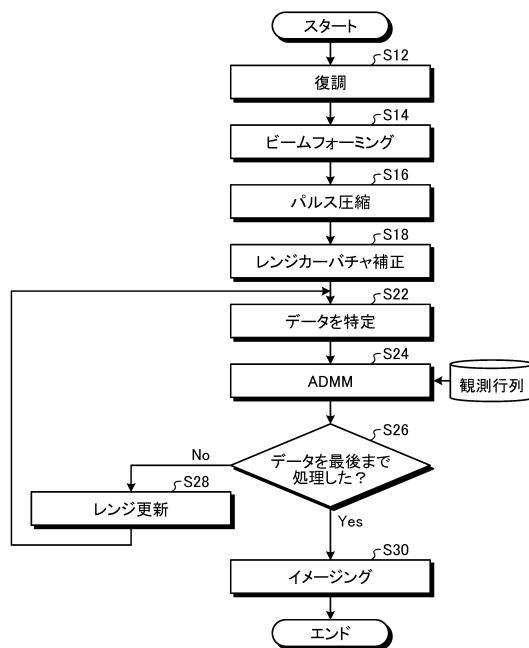 スタート
S12
復調
S14
ビームフォーミング
S16
パルス圧縮
S18
レンジカーバチャ補正
S22
データを特定
S24
ADMM
観測行列
S26
データを最後まで
処理した？
No
S28
レンジ更新
Yes
S30
イメージング
エンド